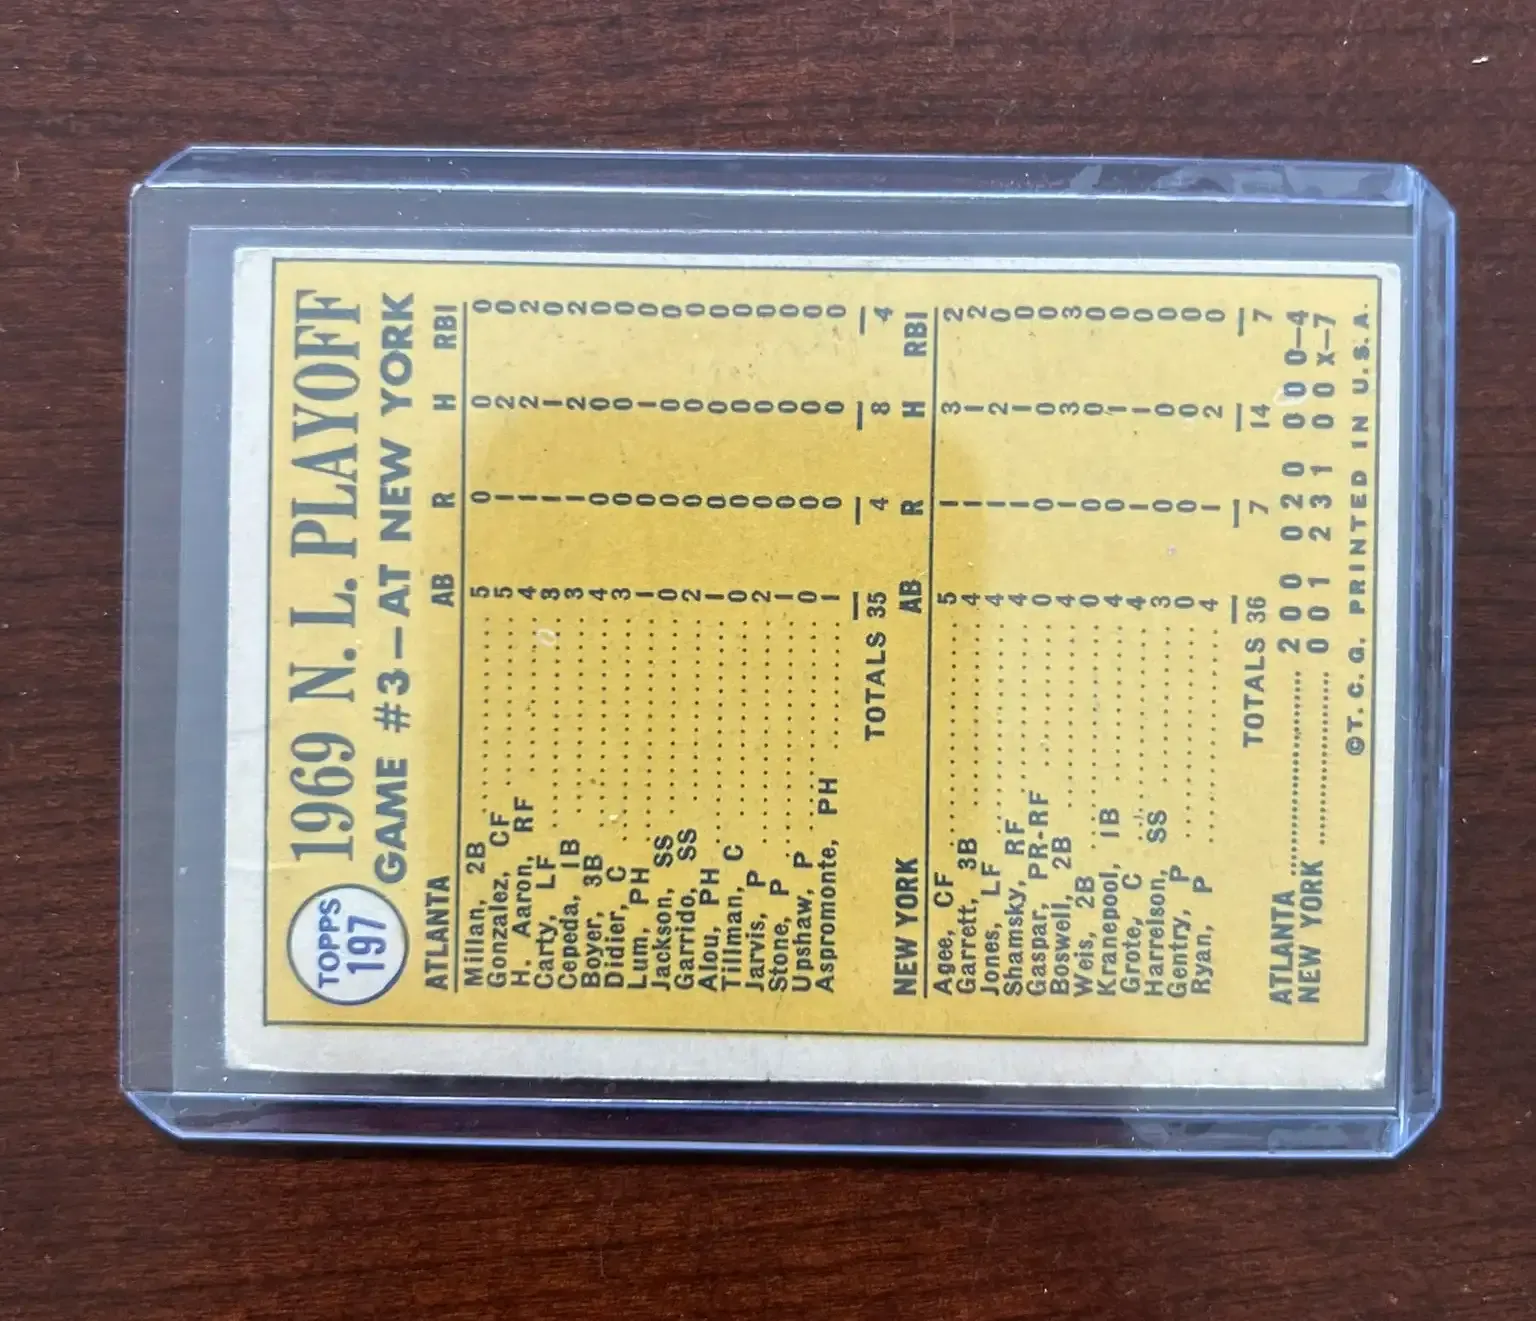 TOPPS
197
1969 N. L. PLAYOFF
GAME #3—AT NEW YORK
ATLANTA AB R H RBI
Millan, 2B 5 0 0 0
Gonzalez, CF 5 1 2 0
H. Aaron, RF 4 1 2 2
Carty, LF 3 1 1 0
Cepeda, 1B 3 1 2 2
Boyer, 3B 4 0 0 0
Didier, C 3 0 0 0
Lum, PH 1 0 1 0
Jackson, SS 0 0 0 0
Garrido, SS 2 0 0 0
Alou, PH 1 0 0 0
Tillman, C 0 0 0 0
Jarvis, P 2 0 0 0
Stone, P 1 0 0 0
Upshaw, P 0 0 0 0
Aspromonte, PH 1 0 0 0
TOTALS 35 4 8 4
NEW YORK AB R H RBI
Agee, CF 5 1 3 2
Garrett, 3B 4 1 1 2
Jones, LF 4 1 2 0
Shamsky, RF 4 1 1 0
Gaspar, PR-RF 0 0 0 0
Boswell, 2B 4 1 3 3
Weis, 2B 0 0 0 0
Kranepool, 1B 4 0 1 0
Grote, C 4 1 1 0
Harrelson, SS 3 0 0 0
Gentry, P 0 0 0 0
Ryan, P 4 1 2 0
TOTALS 36 7 14 7
ATLANTA 2 0 0 0 2 0 0 0 0—4
NEW YORK 0 0 1 2 3 1 0 0 X—7
©T. C. G. PRINTED IN U.S.A.